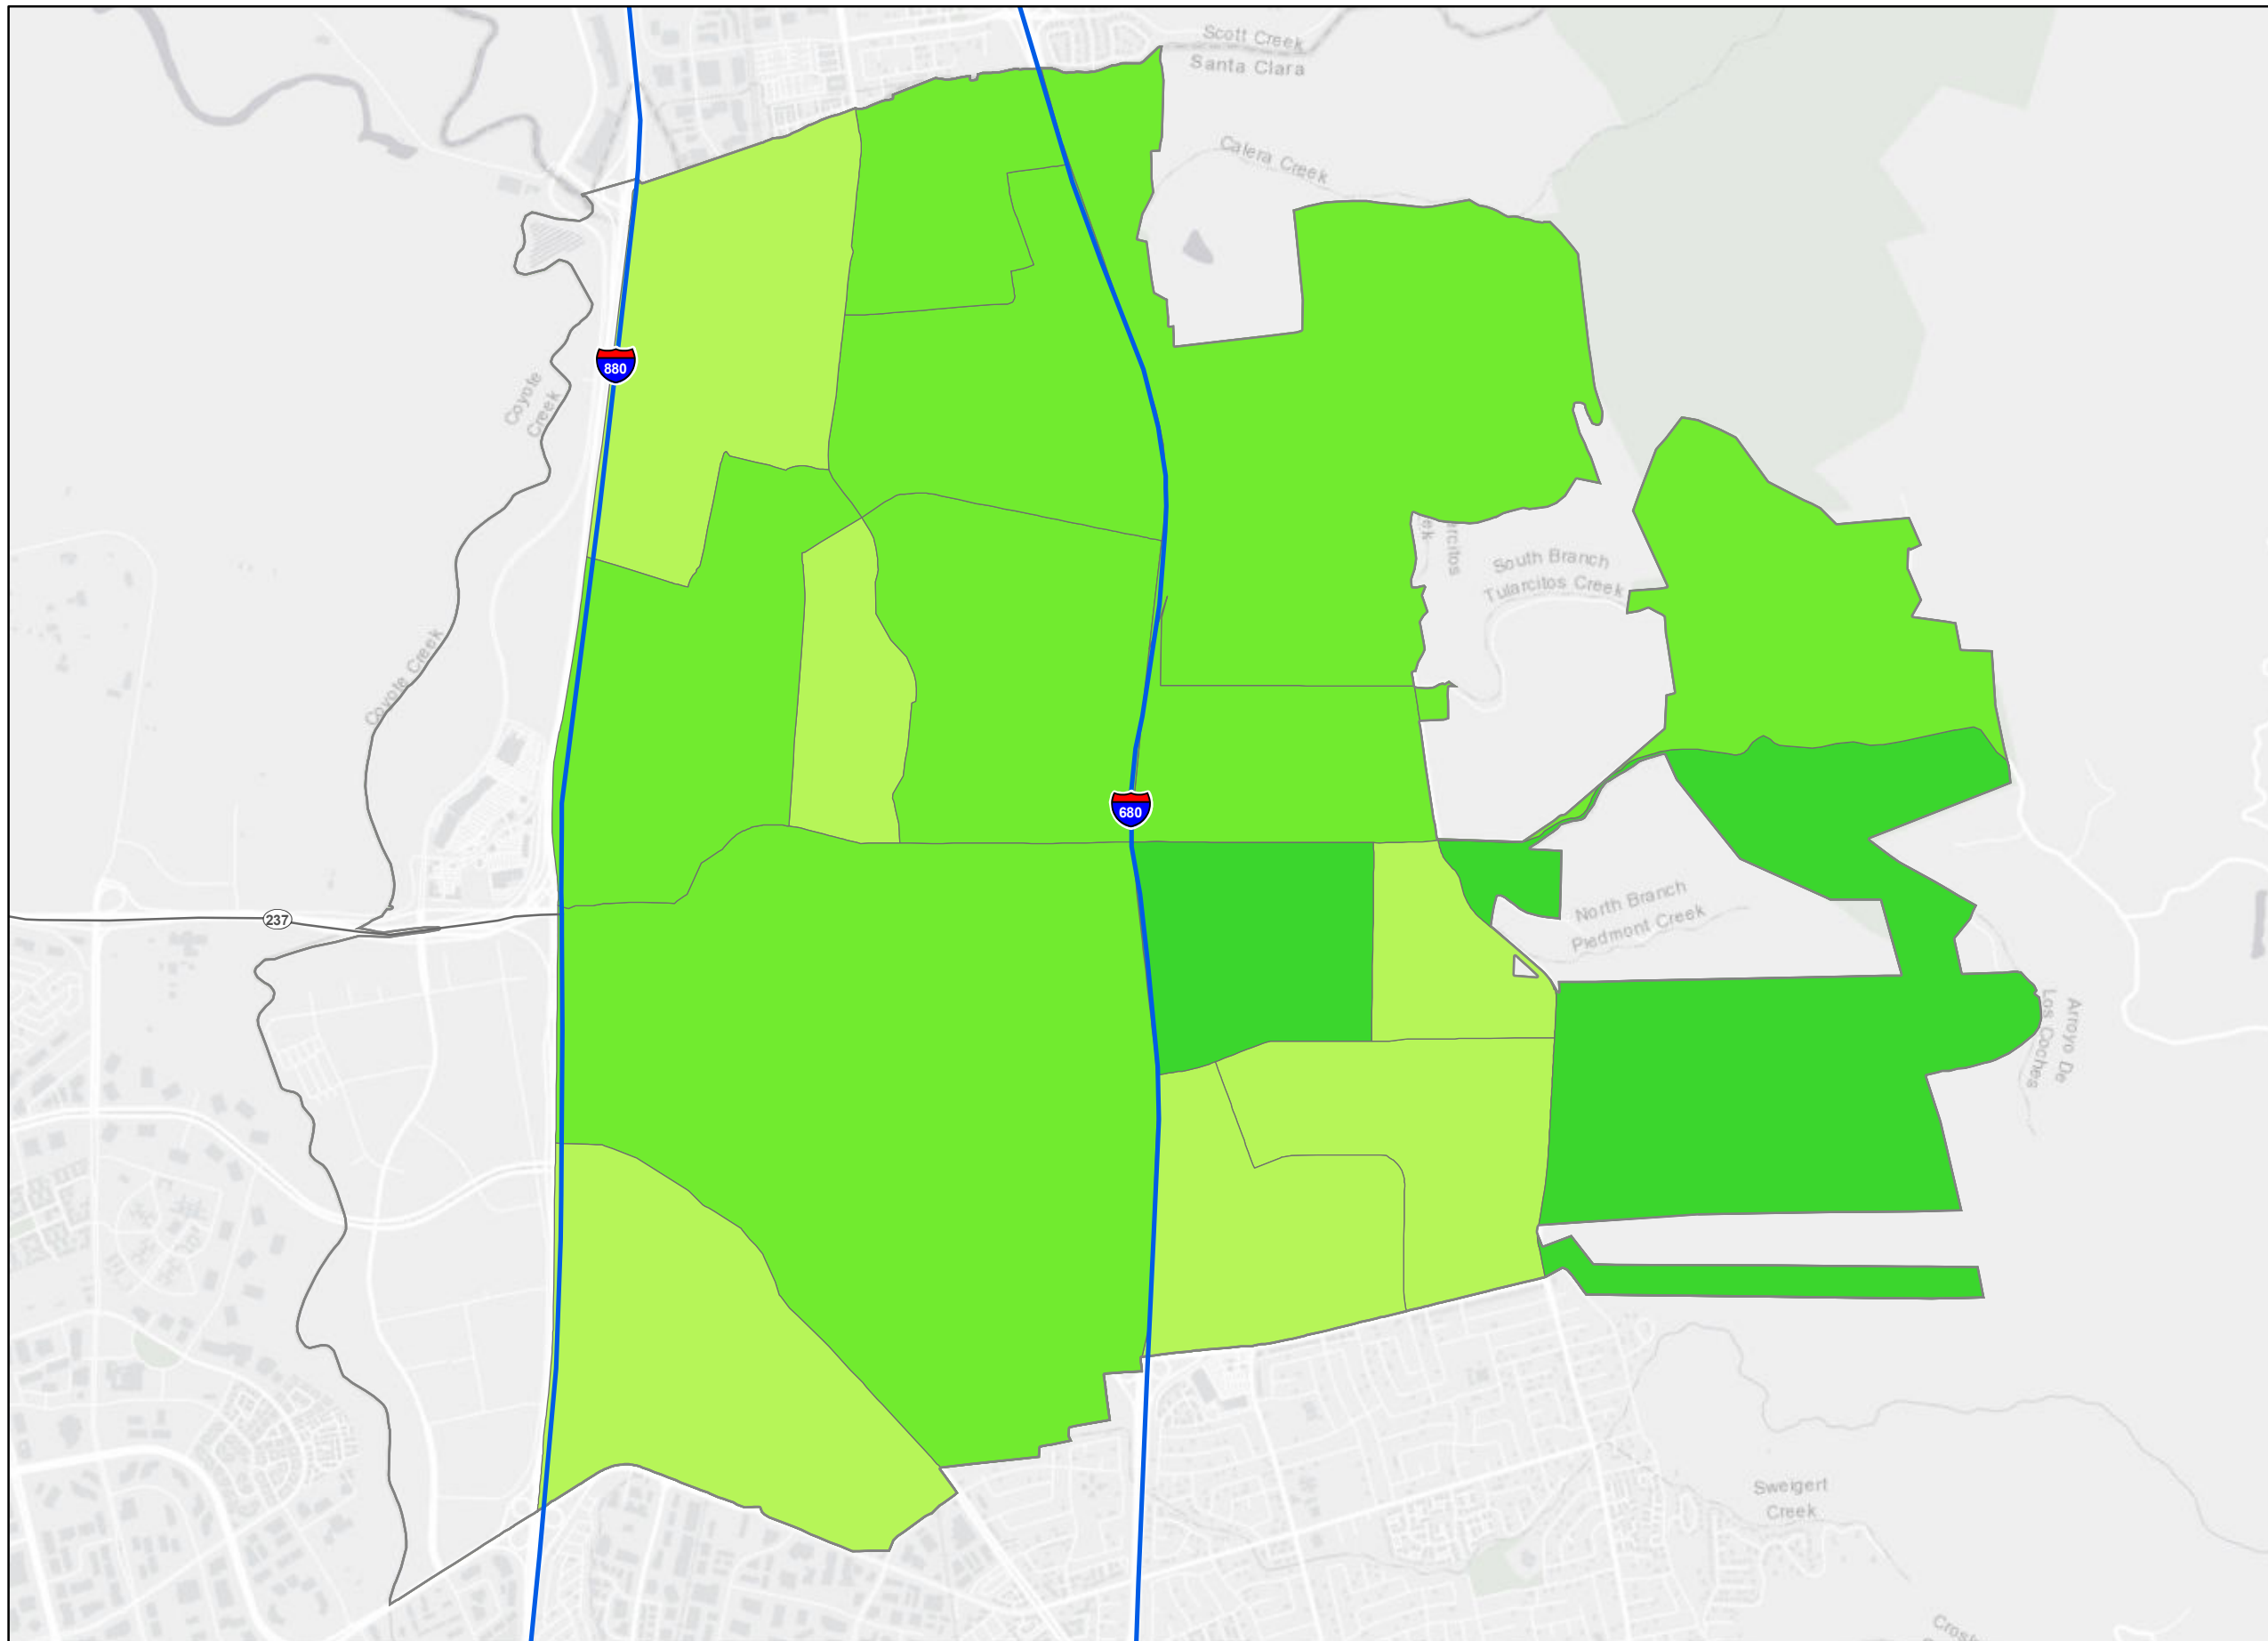 Scott Creek
Santa Clara
Calera Creek
880
Coyote
Creek
South Branch
Tularcitos Creek
Coyote Creek
680
237
North Branch
Piedmont Creek
Arroyo De
Los Coches
Sweigert
Creek